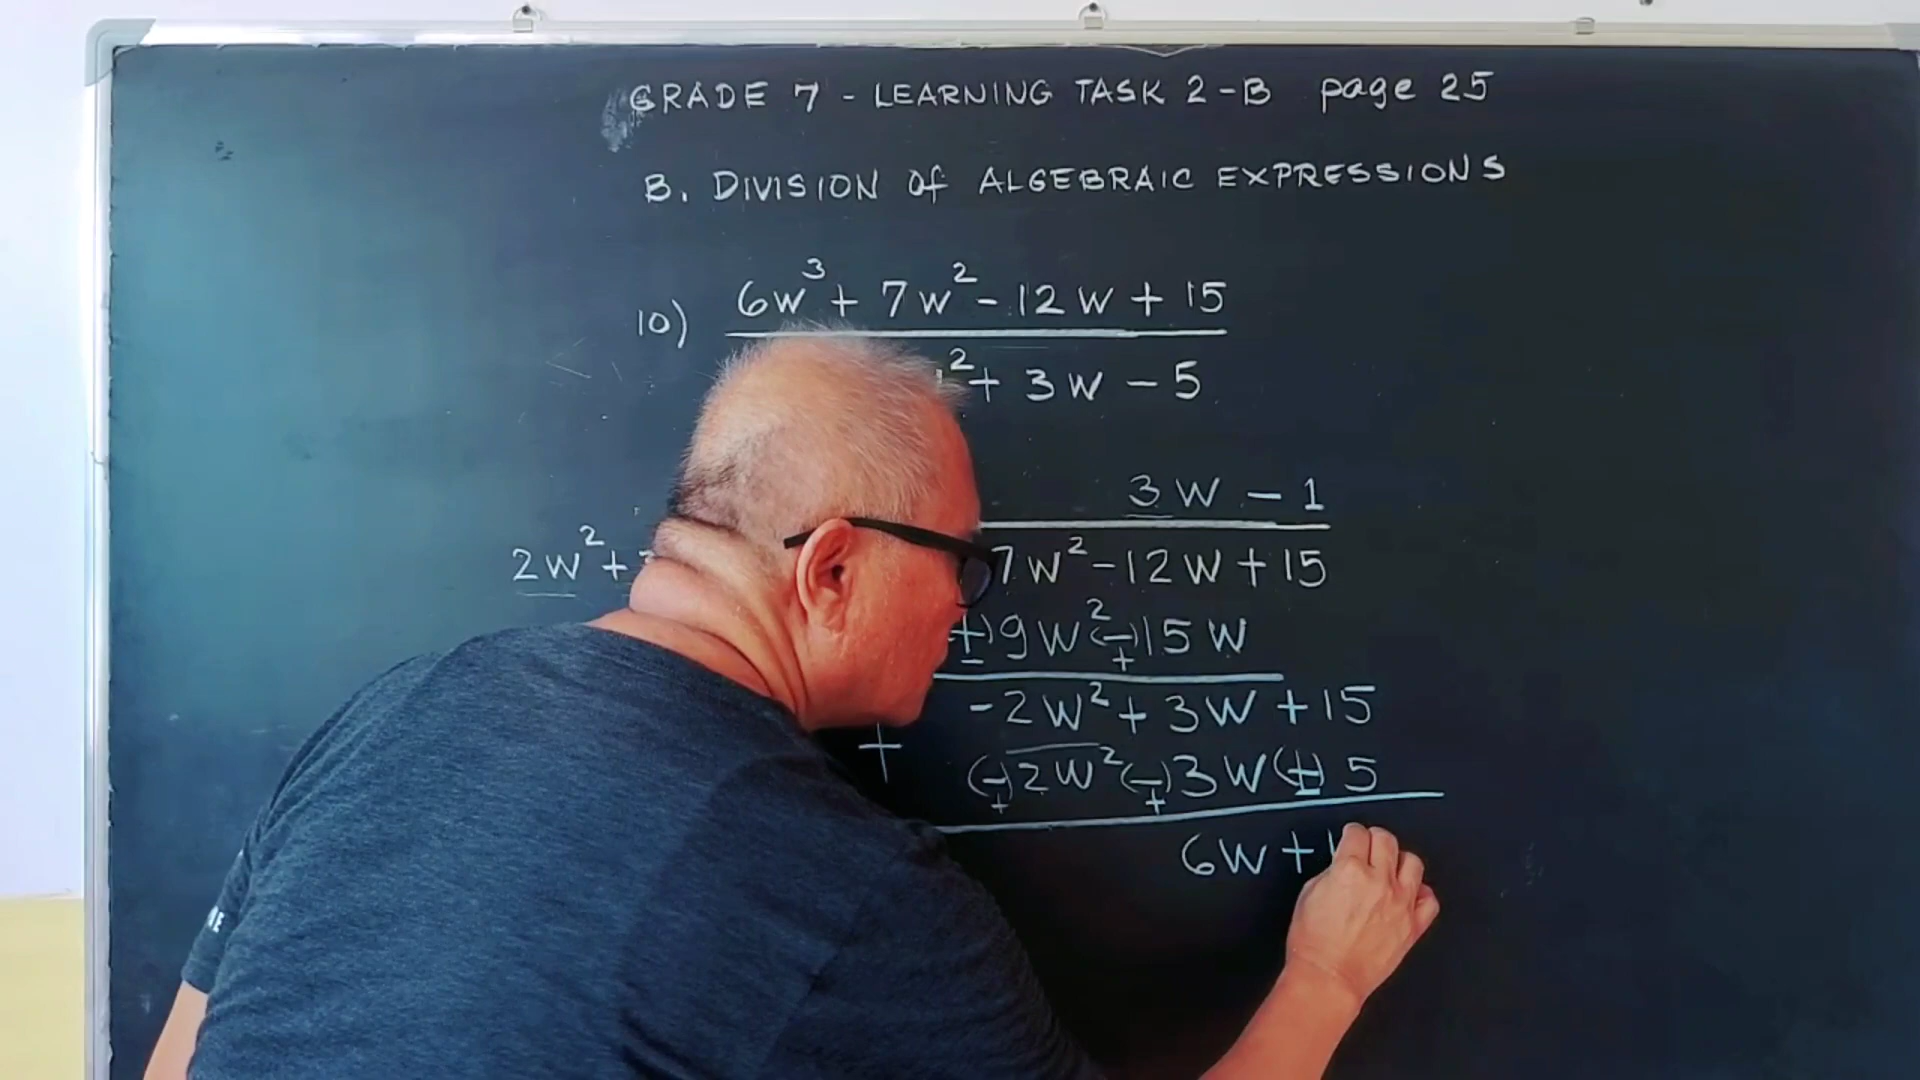 GRADE 7 - LEARNING TASK 2-B page 25
B. DIVISION of ALGEBRAIC EXPRESSIONS
10) 6w³ + 7w² - 12w + 15
² + 3w - 5
3w - 1
2w² + 7w² - 12w + 15
(+) 9w² (-) 15w
- +
-2w² + 3w + 15
+ (-) 2w² (-) 3w (+) 5
+ + -
6w +